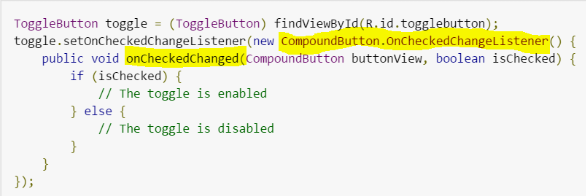 ToggleButton toggle = (ToggleButton) findViewById(R.id.togglebutton);
toggle.setOnCheckedChangeListener(new CompoundButton.OnCheckedChangeListener() {
    public void onCheckedChanged(CompoundButton buttonView, boolean isChecked) {
        if (isChecked) {
            // The toggle is enabled
        } else {
            // The toggle is disabled
        }
    }
});